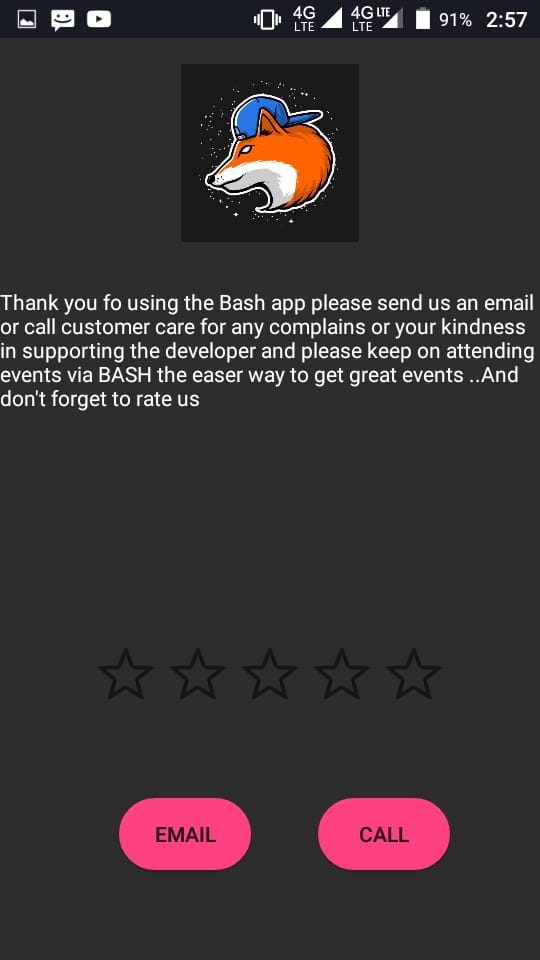 4G LTE 4G LTE LTE 91% 2:57
Thank you fo using the Bash app please send us an email
or call customer care for any complains or your kindness
in supporting the developer and please keep on attending
events via BASH the easer way to get great events ..And
don't forget to rate us
EMAIL CALL